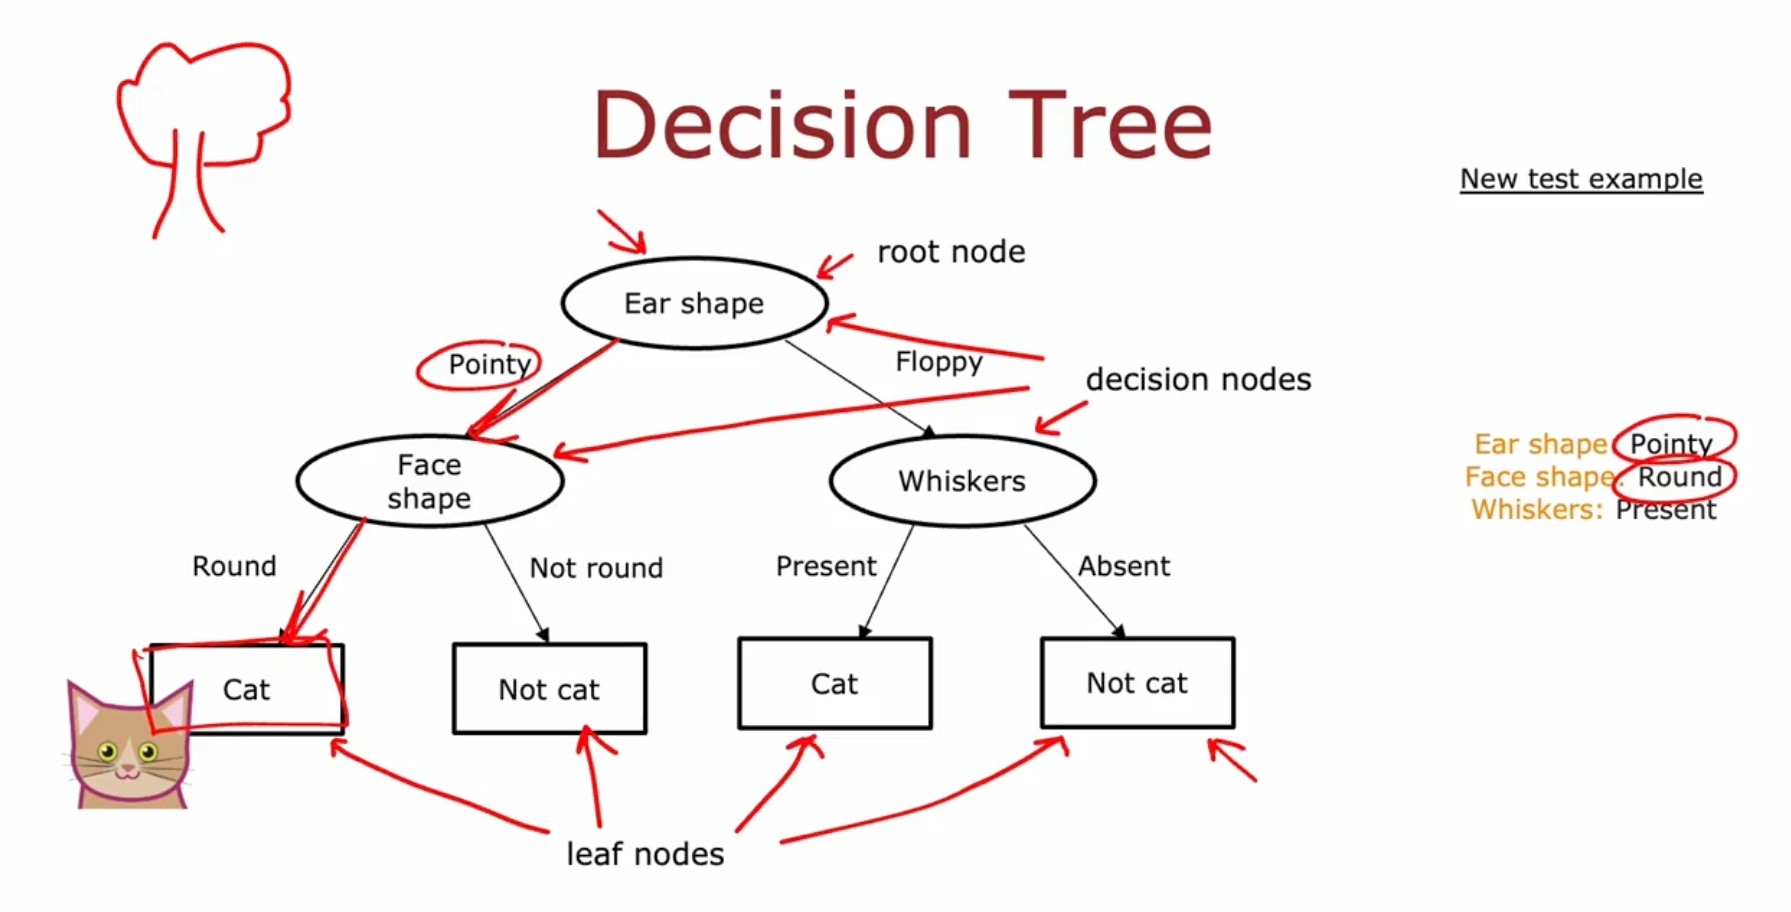 Decision Tree
New test example
root node
Ear shape
Pointy
Floppy
decision nodes
Ear shape Pointy
Face shape: Round
Whiskers: Present
Face
shape
Whiskers
Round
Not round
Present
Absent
Cat
Not cat
Cat
Not cat
leaf nodes